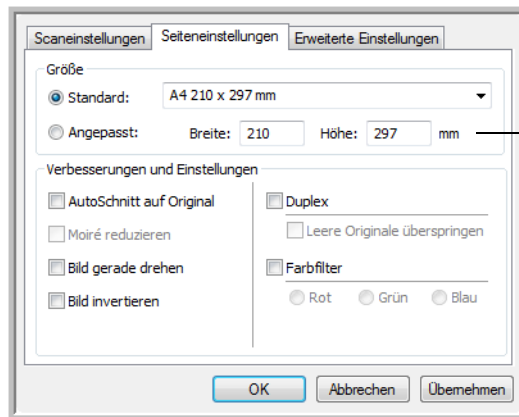 Scaneinstellungen Seiteneinstellungen Erweiterte Einstellungen
Größe
Standard: A4 210 x 297 mm
Angepasst: Breite: 210 Höhe: 297 mm
Verbesserungen und Einstellungen
AutoSchnitt auf Original
Moiré reduzieren
Bild gerade drehen
Bild invertieren
Duplex
Leere Originale überspringen
Farbfilter
Rot Grün Blau
OK Abbrechen Übernehmen